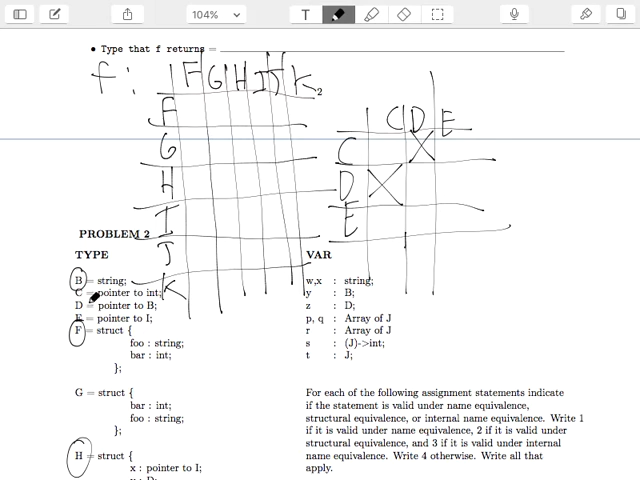 104%
T
• Type that f returns =
f : F G H I J K 2
F
G
H
I
J
K
C D E
C X
D X
E
PROBLEM 2
TYPE
B = string;
C = pointer to int;
D = pointer to B;
E = pointer to I;
F = struct {
foo : string;
bar : int;
};
G = struct {
bar : int;
foo : string;
};
H = struct {
x : pointer to I;
VAR
w,x : string;
y : B;
z : D;
p, q : Array of J
r : Array of J
s : (J)->int;
t : J;
For each of the following assignment statements indicate
if the statement is valid under name equivalence,
structural equivalence, or internal name equivalence. Write 1
if it is valid under name equivalence, 2 if it is valid under
structural equivalence, and 3 if it is valid under internal
name equivalence. Write 4 otherwise. Write all that
apply.